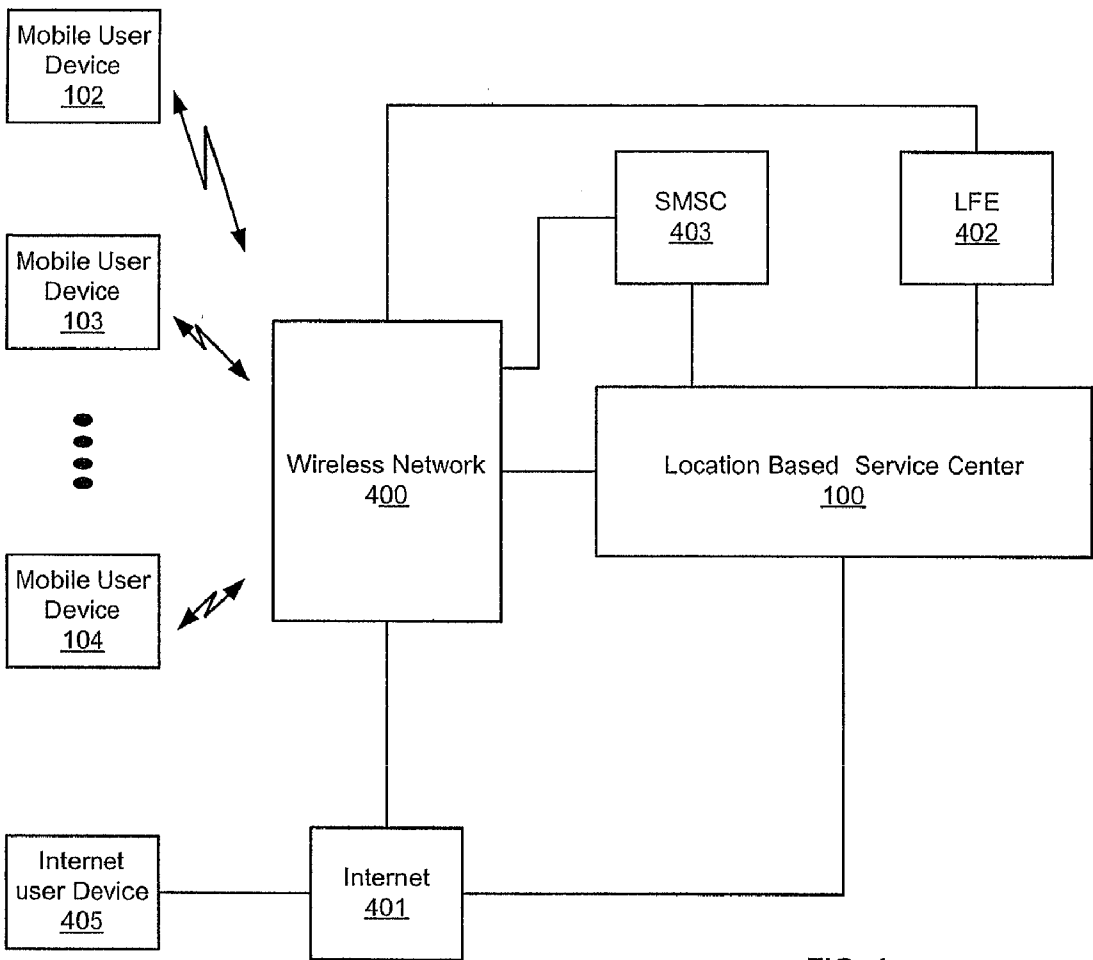 Mobile User
Device
102
SMSC
403
LFE
402
Mobile User
Device
103
Wireless Network
400
Location Based Service Center
100
Mobile User
Device
104
Internet
user Device
405
Internet
401